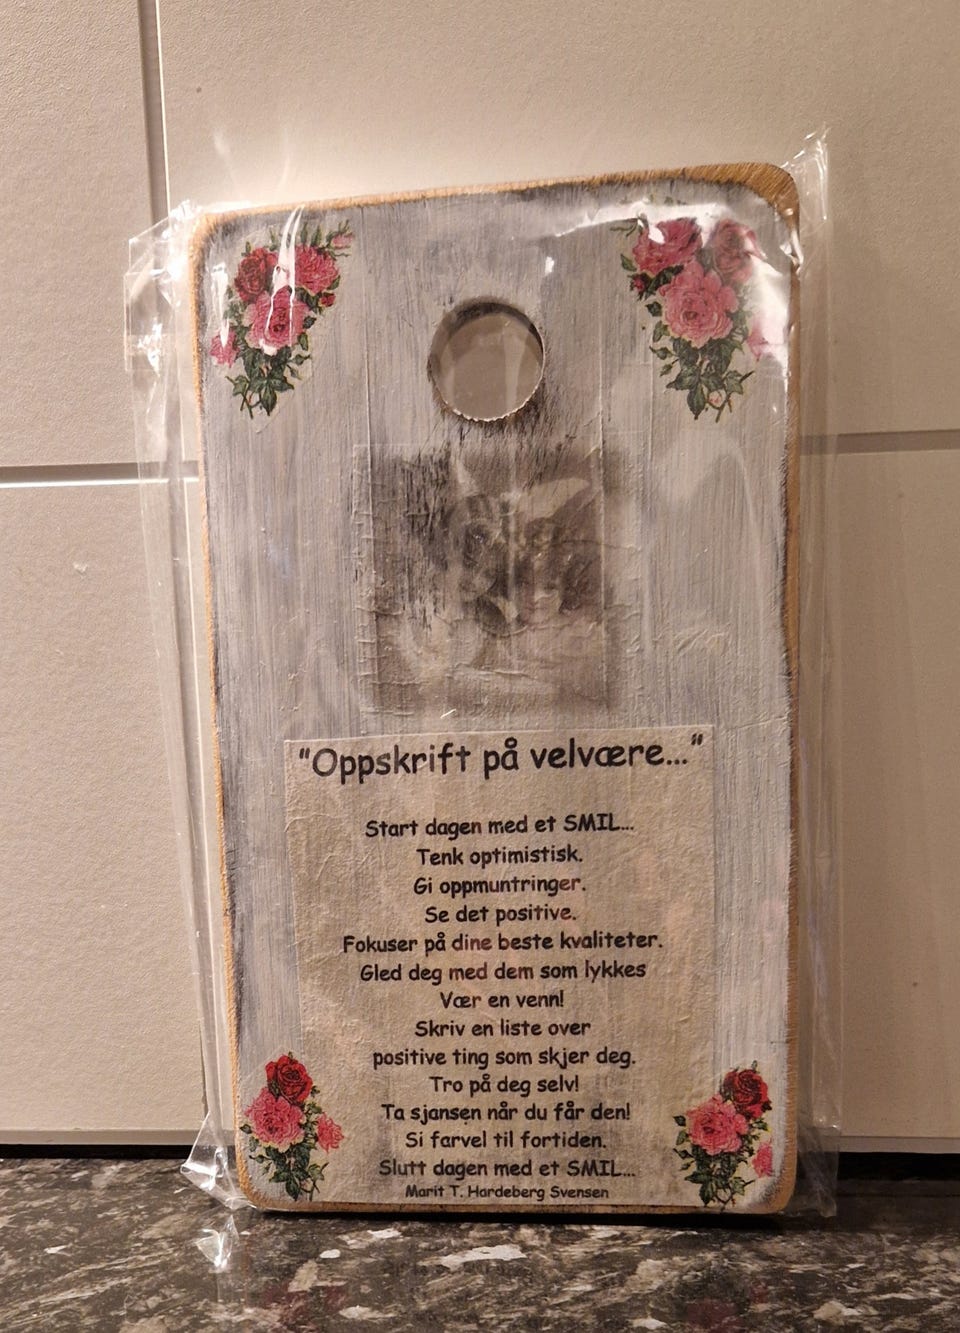 "Oppskrift på velvære..."
Start dagen med et SMIL...
Tenk optimistisk.
Gi oppmuntringer.
Se det positive.
Fokuser på dine beste kvaliteter.
Gled deg med dem som lykkes
Vær en venn!
Skriv en liste over
positive ting som skjer deg.
Tro på deg selv!
Ta sjansen når du får den!
Si farvel til fortiden.
Slutt dagen med et SMIL...
Marit T. Hardeberg Svensen